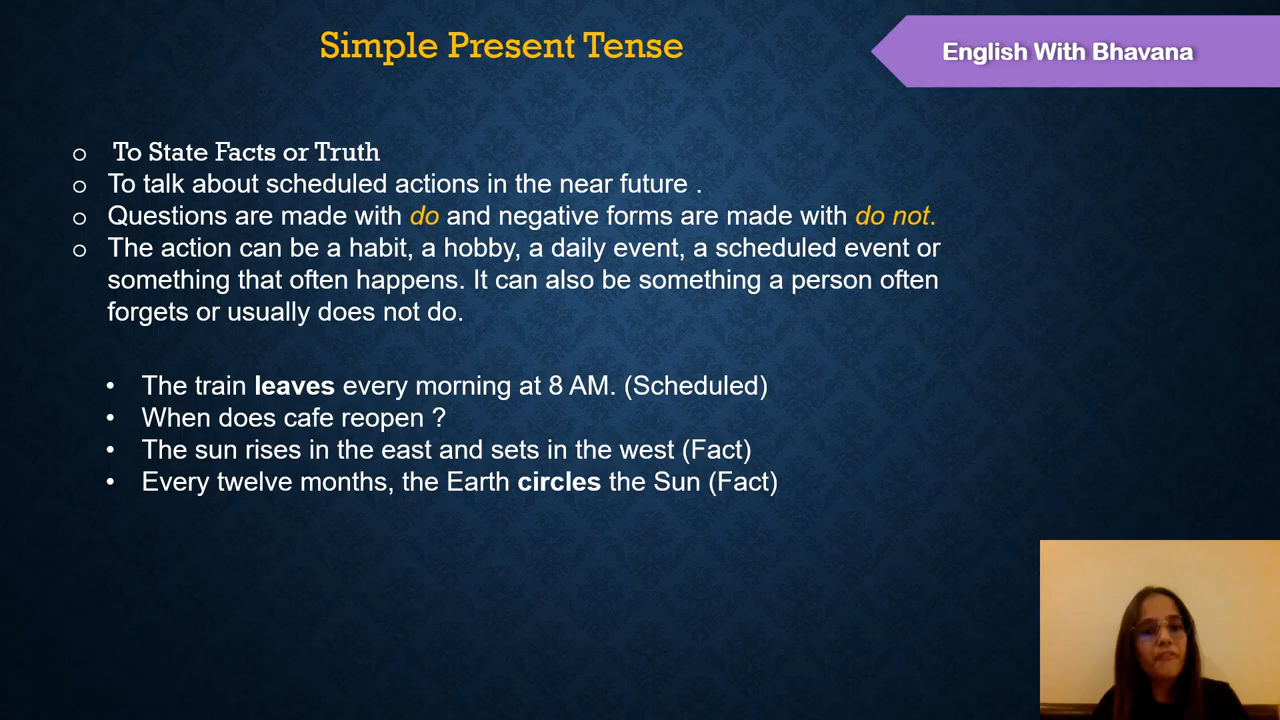 Simple Present Tense
English With Bhavana
o To State Facts or Truth
o To talk about scheduled actions in the near future .
o Questions are made with do and negative forms are made with do not.
o The action can be a habit, a hobby, a daily event, a scheduled event or
something that often happens. It can also be something a person often
forgets or usually does not do.
• The train leaves every morning at 8 AM. (Scheduled)
• When does cafe reopen ?
• The sun rises in the east and sets in the west (Fact)
• Every twelve months, the Earth circles the Sun (Fact)